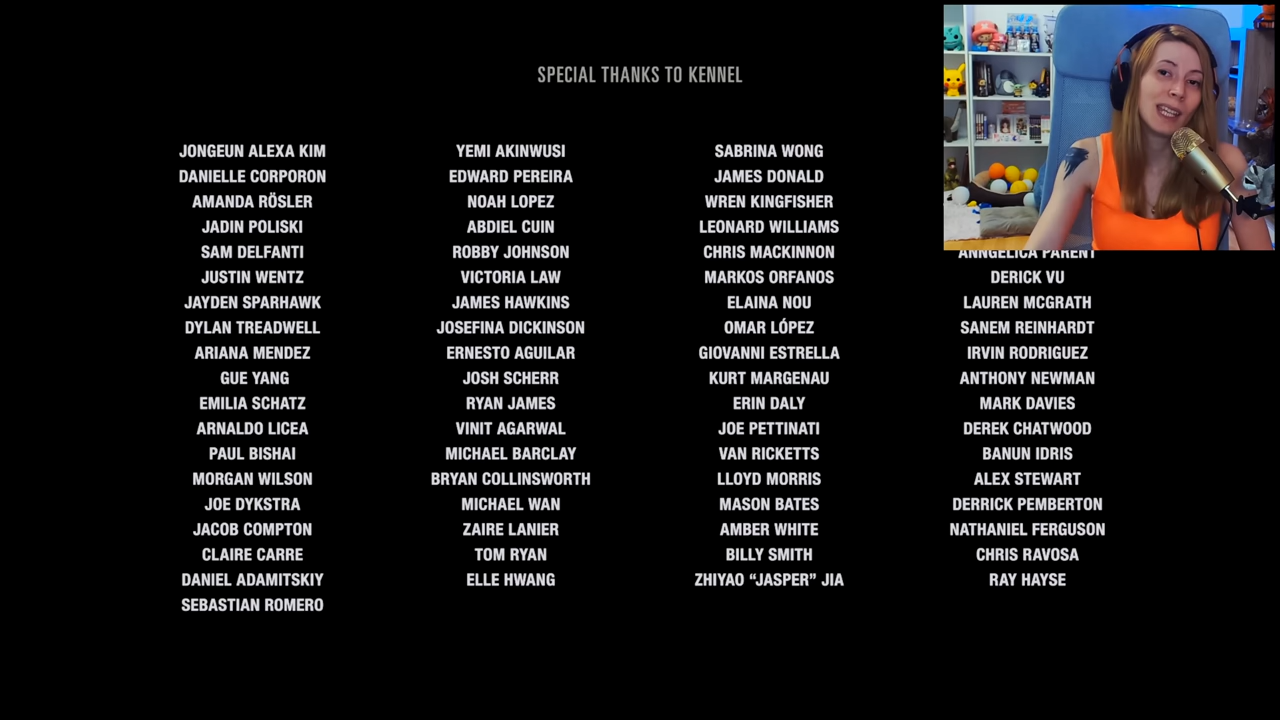 SPECIAL THANKS TO KENNEL
JONGEUN ALEXA KIM
DANIELLE CORPORON
AMANDA RÖSLER
JADIN POLISKI
SAM DELFANTI
JUSTIN WENTZ
JAYDEN SPARHAWK
DYLAN TREADWELL
ARIANA MENDEZ
GUE YANG
EMILIA SCHATZ
ARNALDO LICEA
PAUL BISHAI
MORGAN WILSON
JOE DYKSTRA
JACOB COMPTON
CLAIRE CARRE
DANIEL ADAMITSKIY
SEBASTIAN ROMERO
YEMI AKINWUSI
EDWARD PEREIRA
NOAH LOPEZ
ABDIEL CUIN
ROBBY JOHNSON
VICTORIA LAW
JAMES HAWKINS
JOSEFINA DICKINSON
ERNESTO AGUILAR
JOSH SCHERR
RYAN JAMES
VINIT AGARWAL
MICHAEL BARCLAY
BRYAN COLLINSWORTH
MICHAEL WAN
ZAIRE LANIER
TOM RYAN
ELLE HWANG
SABRINA WONG
JAMES DONALD
WREN KINGFISHER
LEONARD WILLIAMS
CHRIS MACKINNON
MARKOS ORFANOS
ELAINA NOU
OMAR LÓPEZ
GIOVANNI ESTRELLA
KURT MARGENAU
ERIN DALY
JOE PETTINATI
VAN RICKETTS
LLOYD MORRIS
MASON BATES
AMBER WHITE
BILLY SMITH
ZHIYAO “JASPER” JIA
ANNGELICA PARENT
DERICK VU
LAUREN MCGRATH
SANEM REINHARDT
IRVIN RODRIGUEZ
ANTHONY NEWMAN
MARK DAVIES
DEREK CHATWOOD
BANUN IDRIS
ALEX STEWART
DERRICK PEMBERTON
NATHANIEL FERGUSON
CHRIS RAVOSA
RAY HAYSE